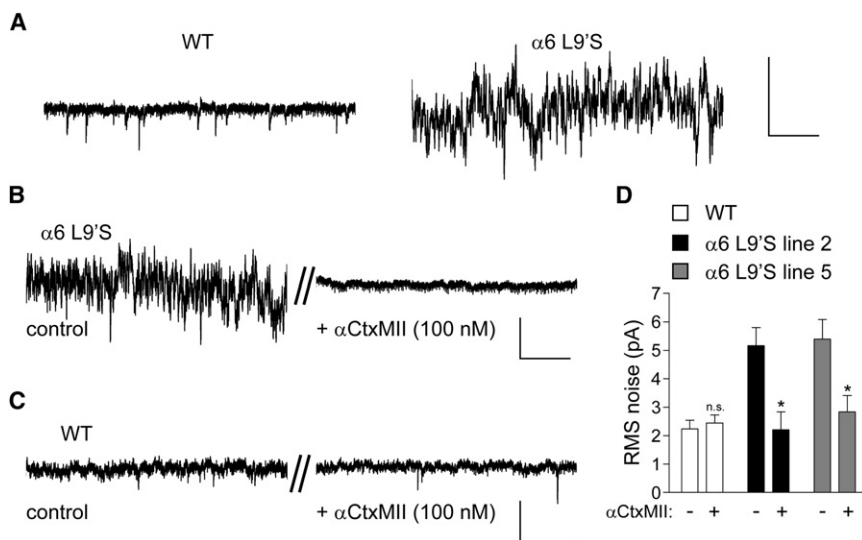 A
WT
α6 L9'S
B
α6 L9'S
control
+ αCtxMII (100 nM)
C
WT
control
+ αCtxMII (100 nM)
D
WT
α6 L9'S line 2
α6 L9'S line 5
RMS noise (pA)
7
6
5
4
3
2
1
0
n.s.
*
*
αCtxMII: - + - + - +